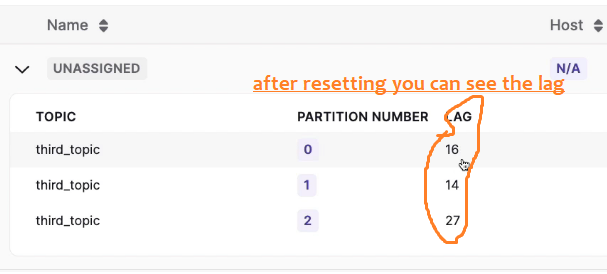 Name Host
UNASSIGNED N/A
after resetting you can see the lag
TOPIC PARTITION NUMBER LAG
third_topic 0 16
third_topic 1 14
third_topic 2 27